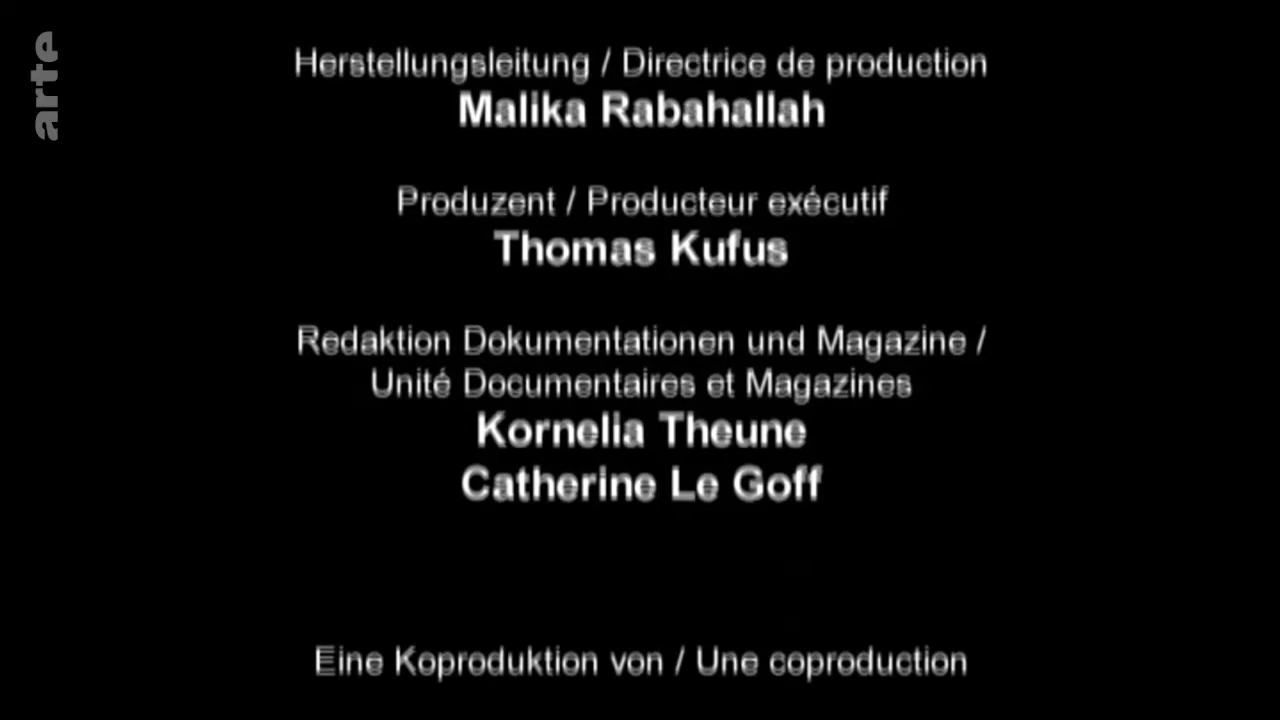 arte
Herstellungsleitung / Directrice de production
Malika Rabahallah
Produzent / Producteur exécutif
Thomas Kufus
Redaktion Dokumentationen und Magazine /
Unité Documentaires et Magazines
Kornelia Theune
Catherine Le Goff
Eine Koproduktion von / Une coproduction